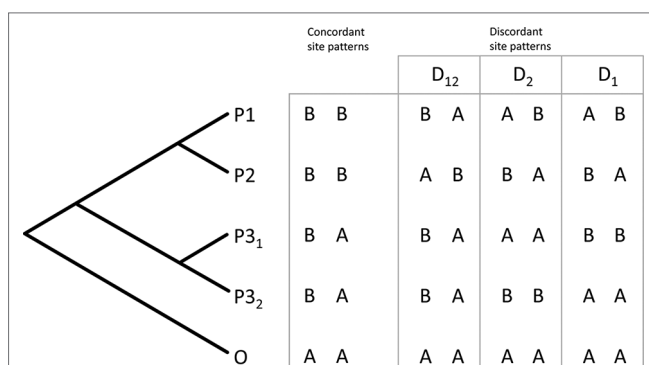 Concordant
site patterns
Discordant
site patterns
D12 D2 D1
P1 B B B A A B A B
P2 B B A B B A B A
P31 B A B A A A B B
P32 B A B A B B A A
O A A A A A A A A